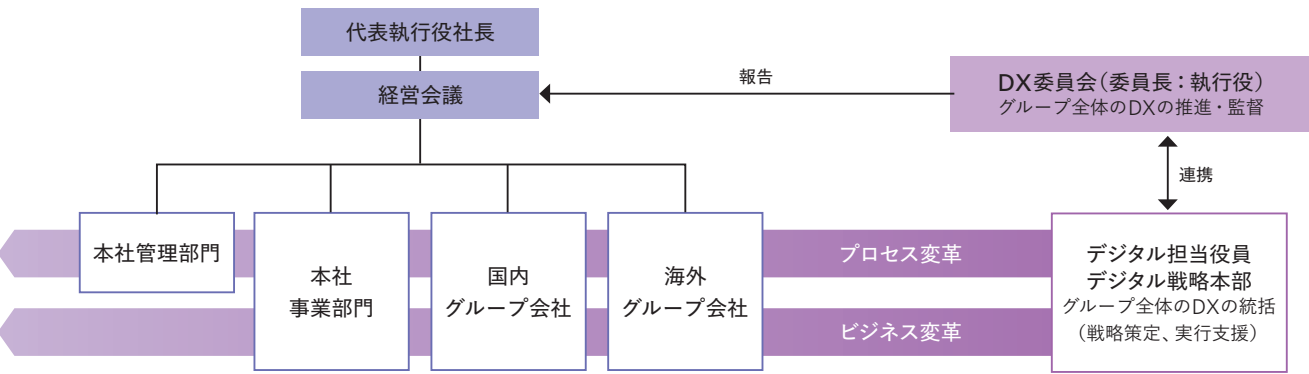 代表執行役社長
経営会議
報告
DX委員会（委員長：執行役）
グループ全体のDXの推進・監督
連携
本社管理部門
本社
事業部門
国内
グループ会社
海外
グループ会社
プロセス変革
ビジネス変革
デジタル担当役員
デジタル戦略本部
グループ全体のDXの統括
（戦略策定、実行支援）